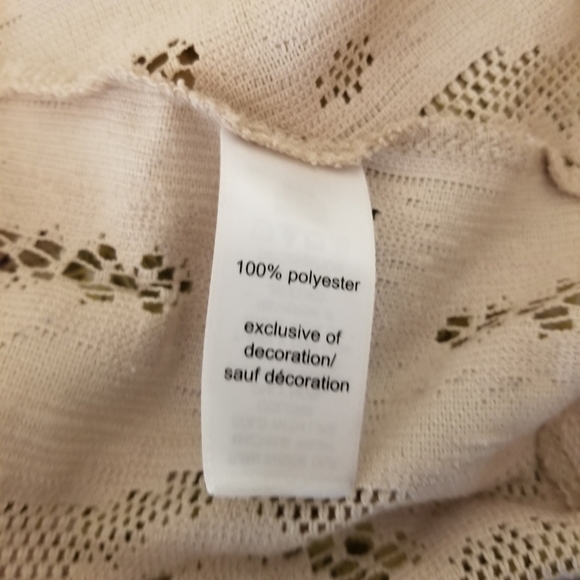 100% polyester
exclusive of
decoration/
sauf décoration